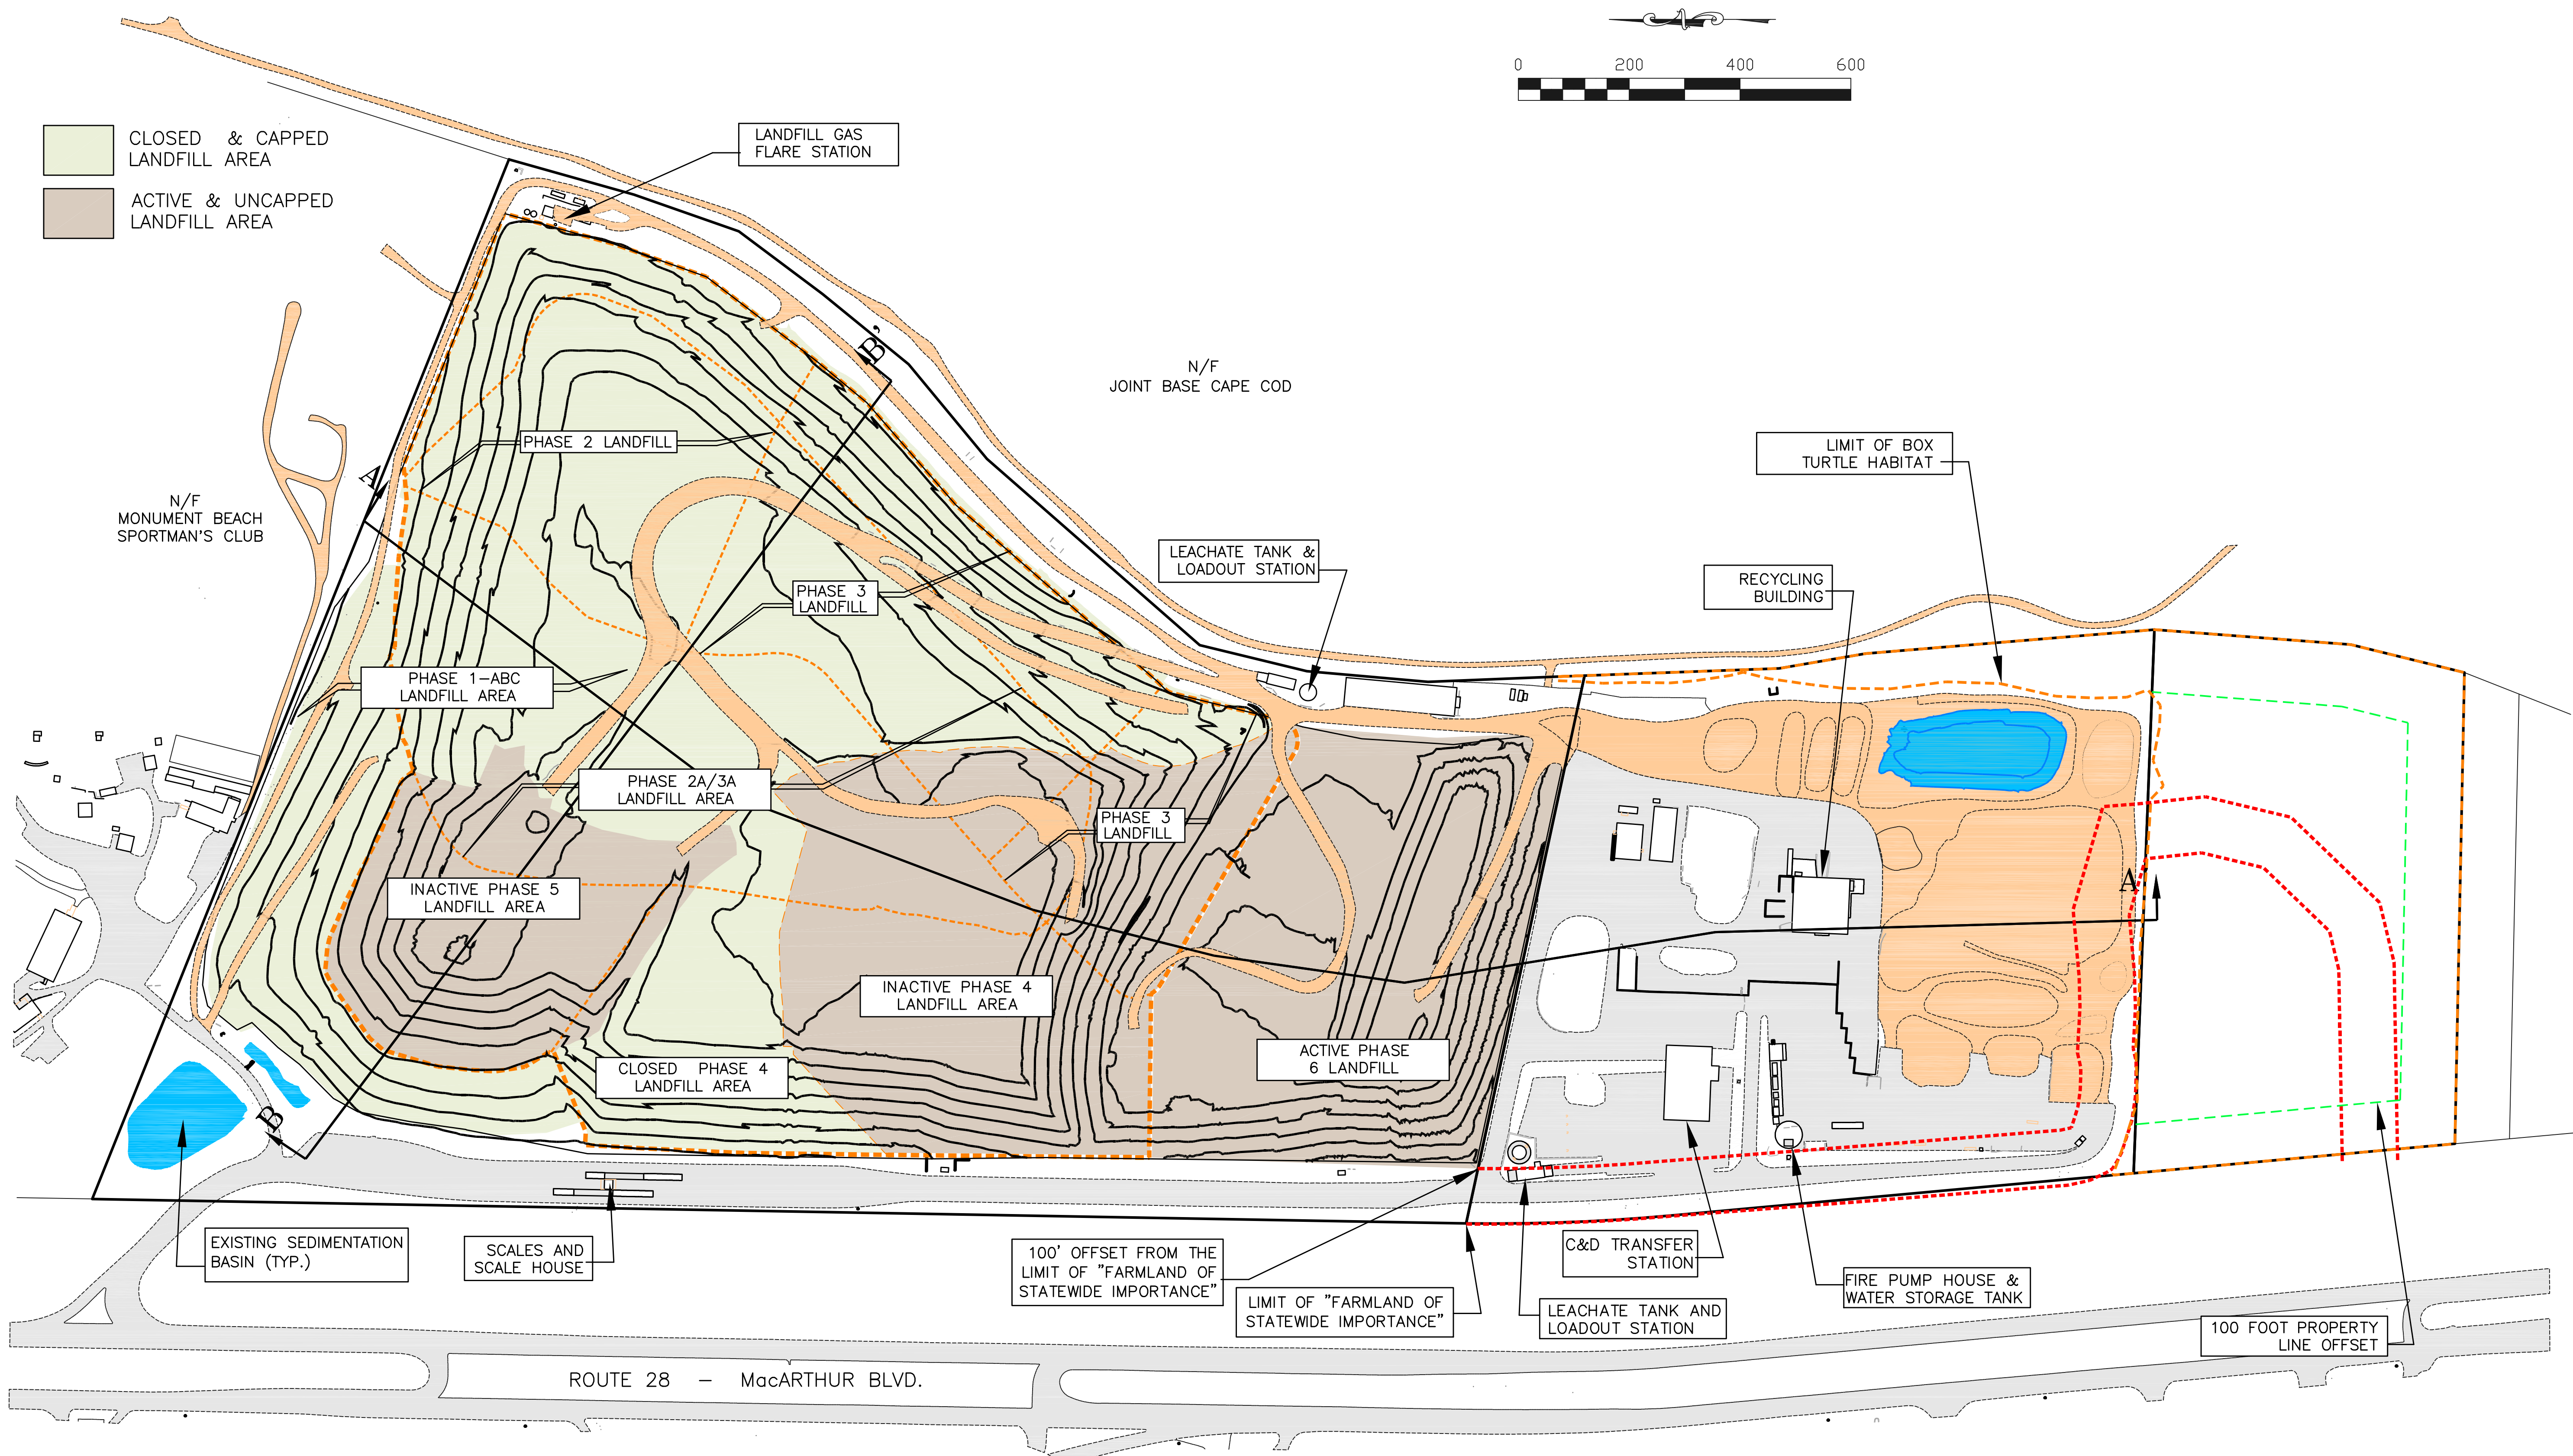 0 200 400 600
CLOSED & CAPPED
LANDFILL AREA
ACTIVE & UNCAPPED
LANDFILL AREA
LANDFILL GAS
FLARE STATION
B'
N/F
JOINT BASE CAPE COD
PHASE 2 LANDFILL
LIMIT OF BOX
TURTLE HABITAT
A
N/F
MONUMENT BEACH
SPORTMAN'S CLUB
LEACHATE TANK &
LOADOUT STATION
RECYCLING
BUILDING
PHASE 3
LANDFILL
PHASE 1-ABC
LANDFILL AREA
PHASE 2A/3A
LANDFILL AREA
PHASE 3
LANDFILL
INACTIVE PHASE 5
LANDFILL AREA
A'
INACTIVE PHASE 4
LANDFILL AREA
ACTIVE PHASE
6 LANDFILL
CLOSED PHASE 4
LANDFILL AREA
B
EXISTING SEDIMENTATION
BASIN (TYP.)
SCALES AND
SCALE HOUSE
100' OFFSET FROM THE
LIMIT OF "FARMLAND OF
STATEWIDE IMPORTANCE"
LIMIT OF "FARMLAND OF
STATEWIDE IMPORTANCE"
C&D TRANSFER
STATION
LEACHATE TANK AND
LOADOUT STATION
FIRE PUMP HOUSE &
WATER STORAGE TANK
100 FOOT PROPERTY
LINE OFFSET
ROUTE 28 - MacARTHUR BLVD.